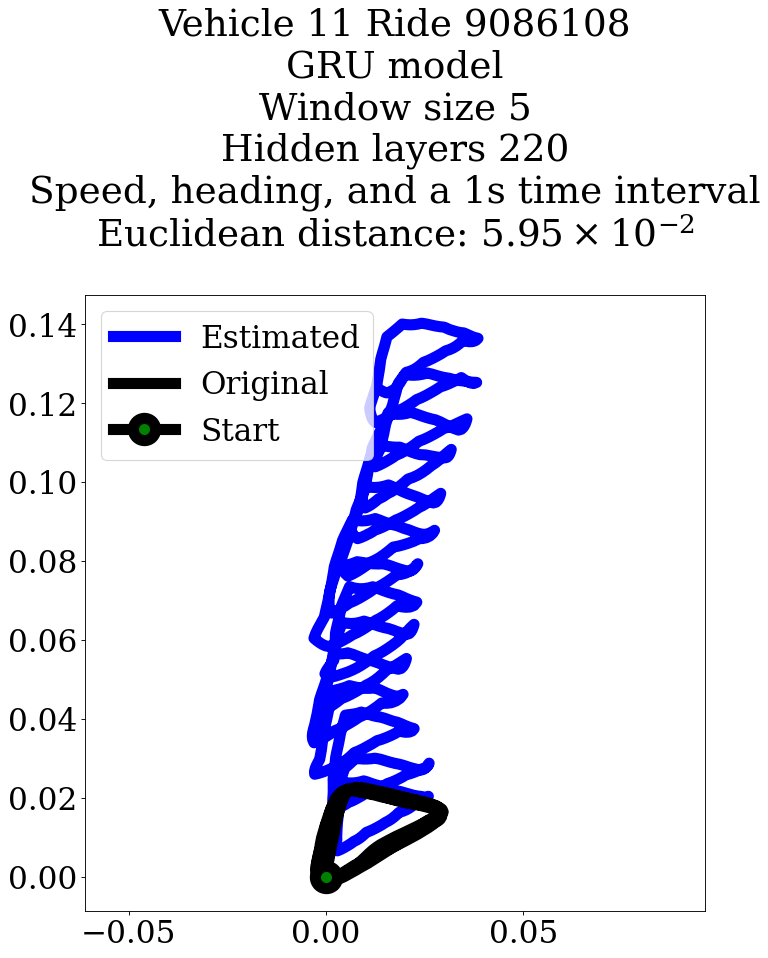 Vehicle 11 Ride 9086108
GRU model
Window size 5
Hidden layers 220
Speed, heading, and a 1s time interval
Euclidean distance: 5.95 × 10⁻²
Estimated
Original
Start
0.14
0.12
0.10
0.08
0.06
0.04
0.02
0.00
−0.05 0.00 0.05